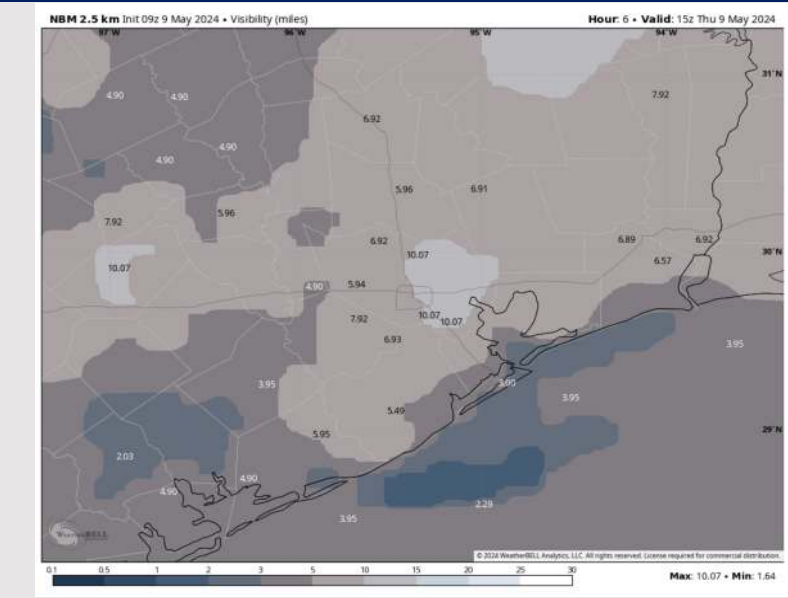 NBM 2.5 km Init 09z 9 May 2024 • Visibility (miles)
Hour: 6 • Valid: 15z Thu 9 May 2024
97°W 96°W 95°W 94°W
31°N
4.90 4.90 7.92
6.92
4.90
4.90
5.96 6.91
5.96
7.92
6.92 6.89 6.92
30°N
10.07
6.57
10.07
4.90 5.94
7.92 10.07
10.07
6.93
3.95
3.95 3.00
3.95
5.49
5.95
29°N
2.03
4.90
4.90
2.29
3.95
WeatherBELL
© 2024 WeatherBELL Analytics, LLC. All rights reserved. License required for commercial distribution.
0.1 0.5 1 2 3 5 10 15 20 25 30
Max: 10.07 • Min: 1.64